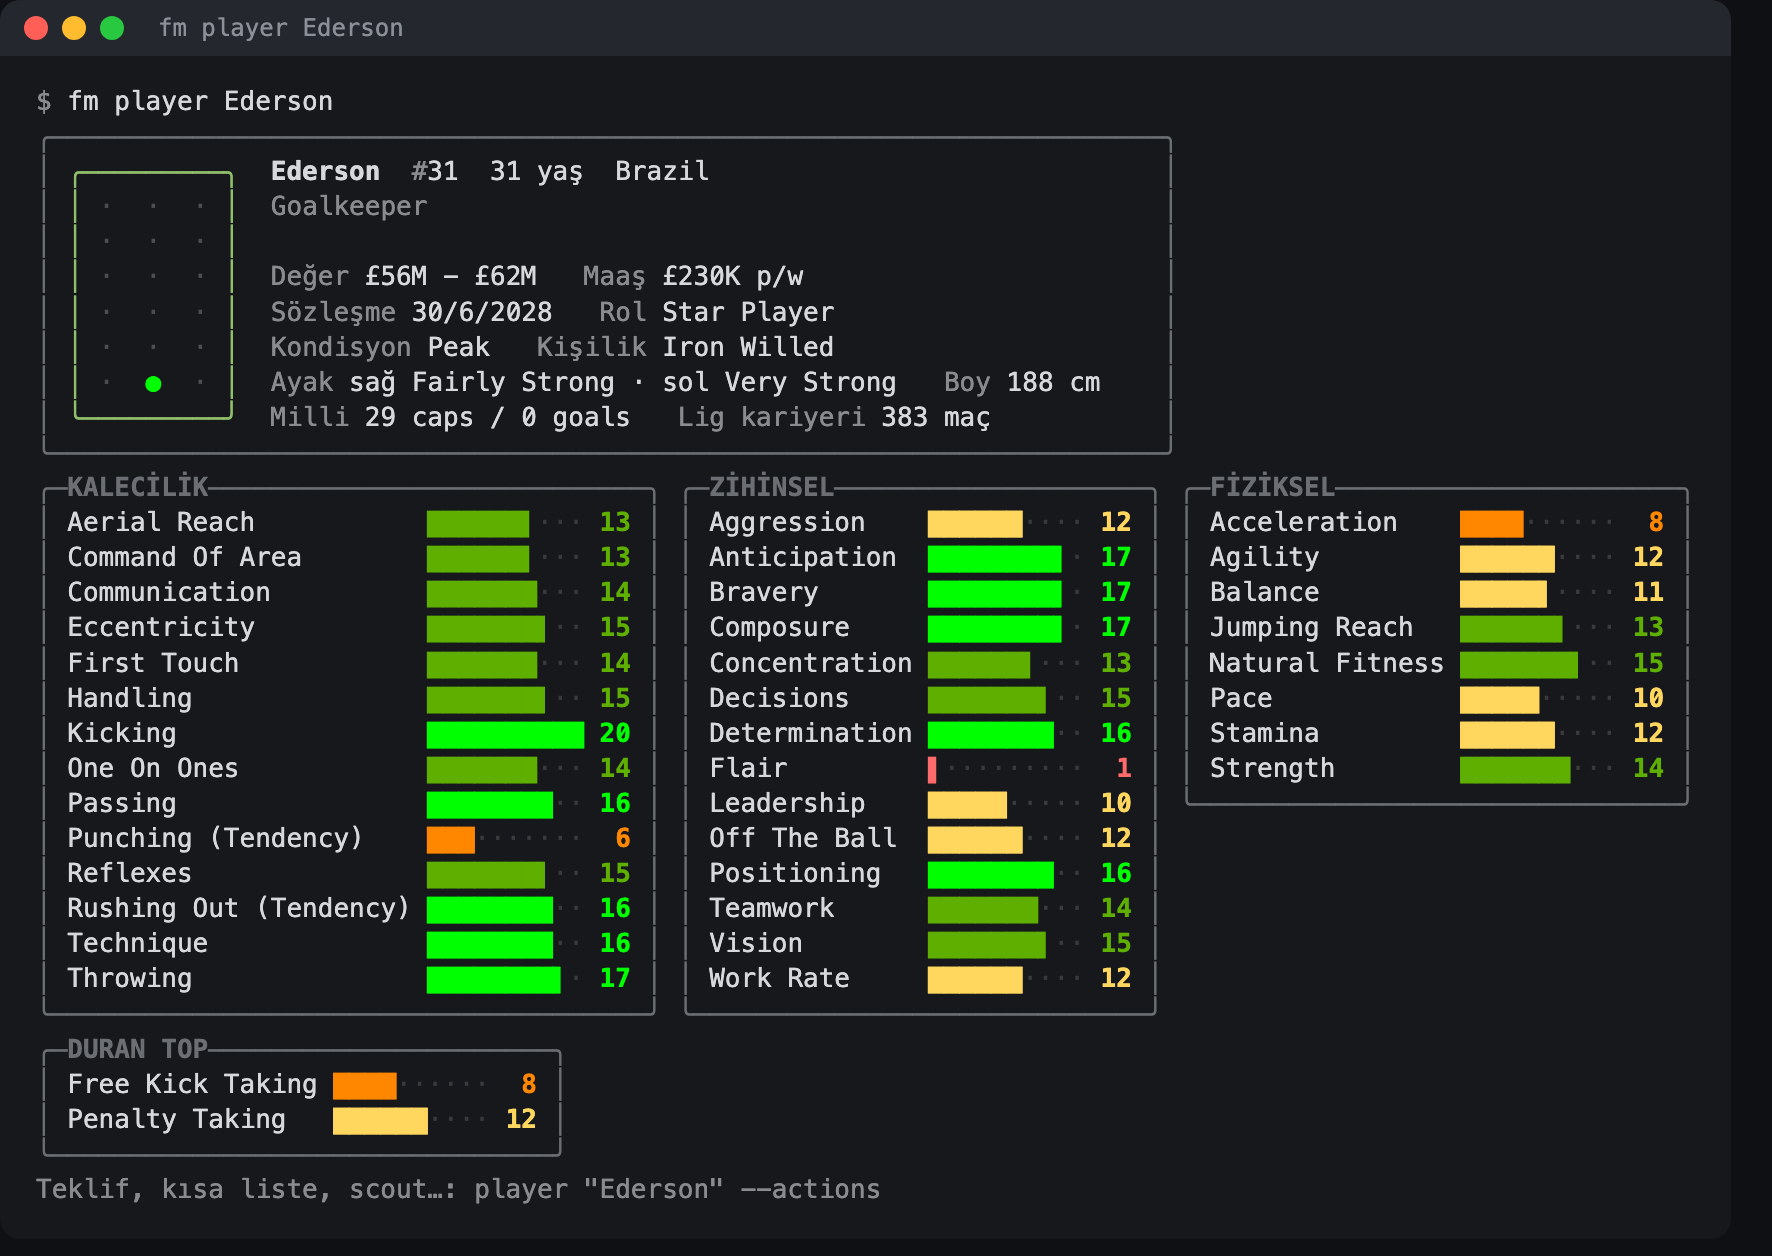 fm player Ederson
$ fm player Ederson
Ederson #31 31 yaş Brazil
Goalkeeper
Değer £56M – £62M Maaş £230K p/w
Sözleşme 30/6/2028 Rol Star Player
Kondisyon Peak Kişilik Iron Willed
Ayak sağ Fairly Strong · sol Very Strong Boy 188 cm
Milli 29 caps / 0 goals Lig kariyeri 383 maç
KALECİLİK
Aerial Reach 13
Command Of Area 13
Communication 14
Eccentricity 15
First Touch 14
Handling 15
Kicking 20
One On Ones 14
Passing 16
Punching (Tendency) 6
Reflexes 15
Rushing Out (Tendency) 16
Technique 16
Throwing 17
ZİHİNSEL
Aggression 12
Anticipation 17
Bravery 17
Composure 17
Concentration 13
Decisions 15
Determination 16
Flair 1
Leadership 10
Off The Ball 12
Positioning 16
Teamwork 14
Vision 15
Work Rate 12
FİZİKSEL
Acceleration 8
Agility 12
Balance 11
Jumping Reach 13
Natural Fitness 15
Pace 10
Stamina 12
Strength 14
DURAN TOP
Free Kick Taking 8
Penalty Taking 12
Teklif, kısa liste, scout…: player "Ederson" --actions